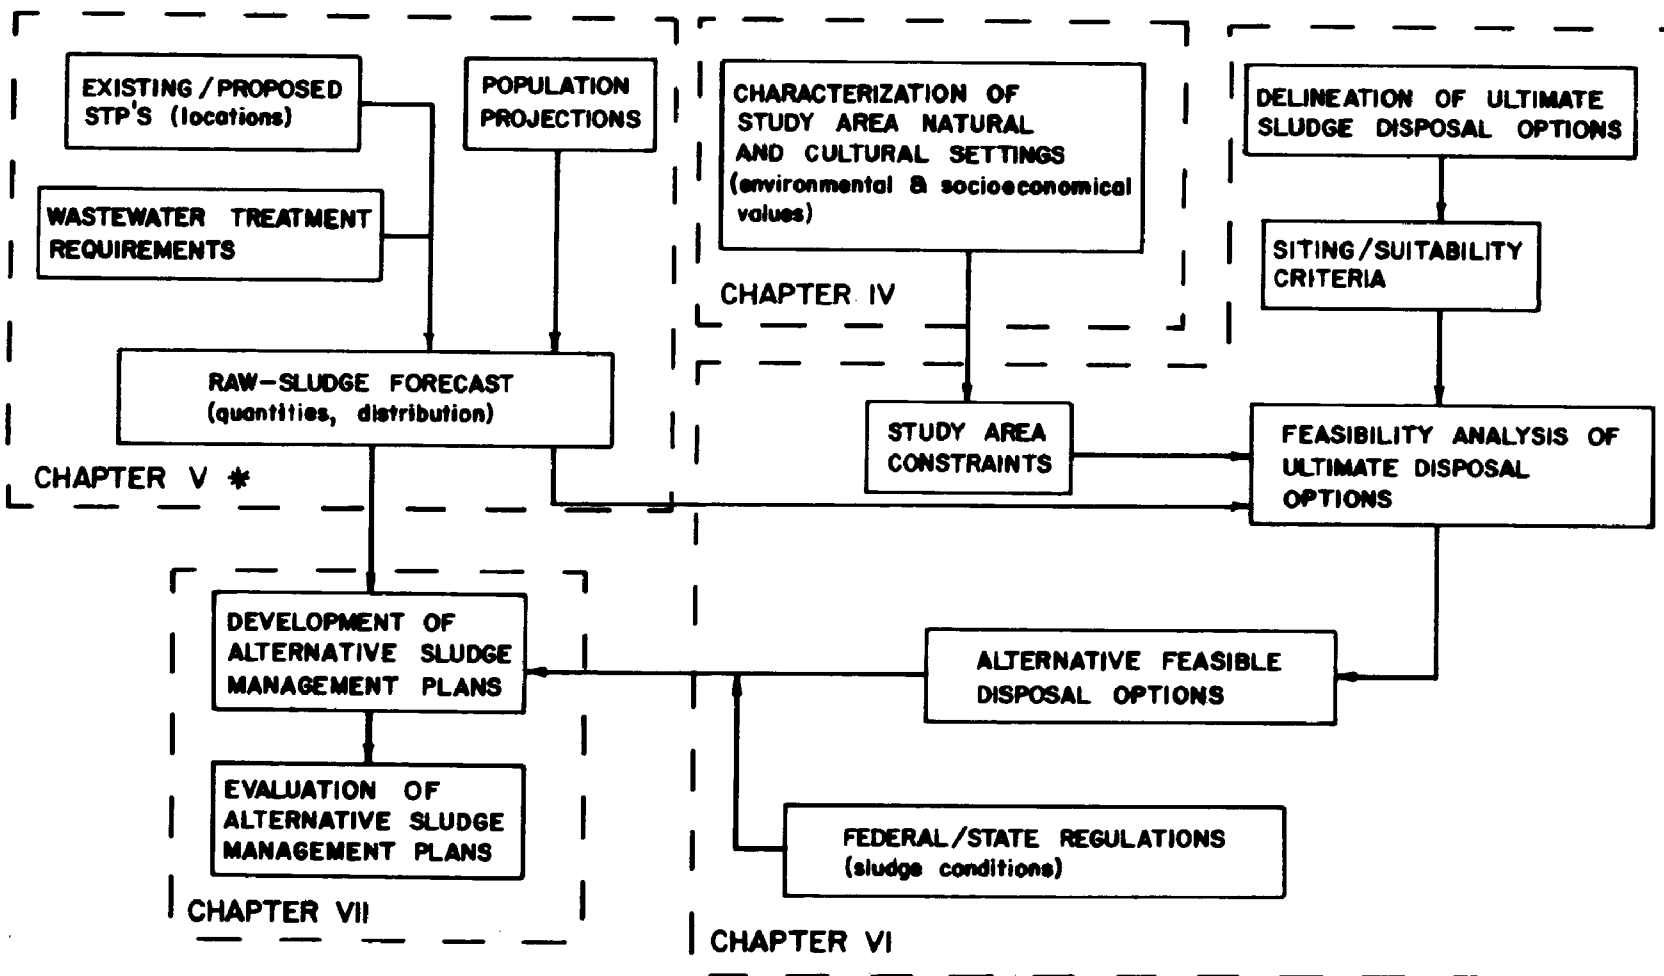 EXISTING/PROPOSED
STP'S (locations)
POPULATION
PROJECTIONS
WASTEWATER TREATMENT
REQUIREMENTS
RAW-SLUDGE FORECAST
(quantities, distribution)
CHAPTER V *
CHARACTERIZATION OF
STUDY AREA NATURAL
AND CULTURAL SETTINGS
(environmental & socioeconomical
values)
CHAPTER IV
DELINEATION OF ULTIMATE
SLUDGE DISPOSAL OPTIONS
SITING/SUITABILITY
CRITERIA
STUDY AREA
CONSTRAINTS
FEASIBILITY ANALYSIS OF
ULTIMATE DISPOSAL
OPTIONS
DEVELOPMENT OF
ALTERNATIVE SLUDGE
MANAGEMENT PLANS
ALTERNATIVE FEASIBLE
DISPOSAL OPTIONS
EVALUATION OF
ALTERNATIVE SLUDGE
MANAGEMENT PLANS
CHAPTER VII
FEDERAL/STATE REGULATIONS
(sludge conditions)
CHAPTER VI